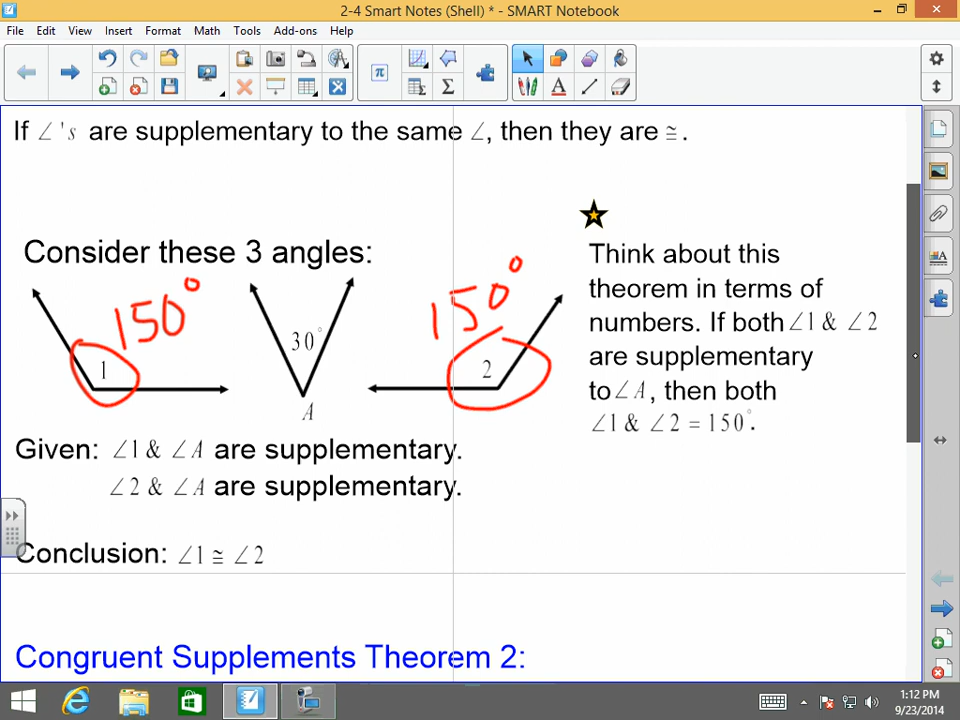 2-4 Smart Notes (Shell) * - SMART Notebook
File Edit View Insert Format Math Tools Add-ons Help
If ∠'s are supplementary to the same ∠, then they are ≅.
Consider these 3 angles:
150°
150°
1
30°
2
A
Think about this
theorem in terms of
numbers. If both ∠1 & ∠2
are supplementary
to ∠A, then both
∠1 & ∠2 = 150°.
Given: ∠1 & ∠A are supplementary.
∠2 & ∠A are supplementary.
Conclusion: ∠1 ≅ ∠2
Congruent Supplements Theorem 2:
1:12 PM
9/23/2014